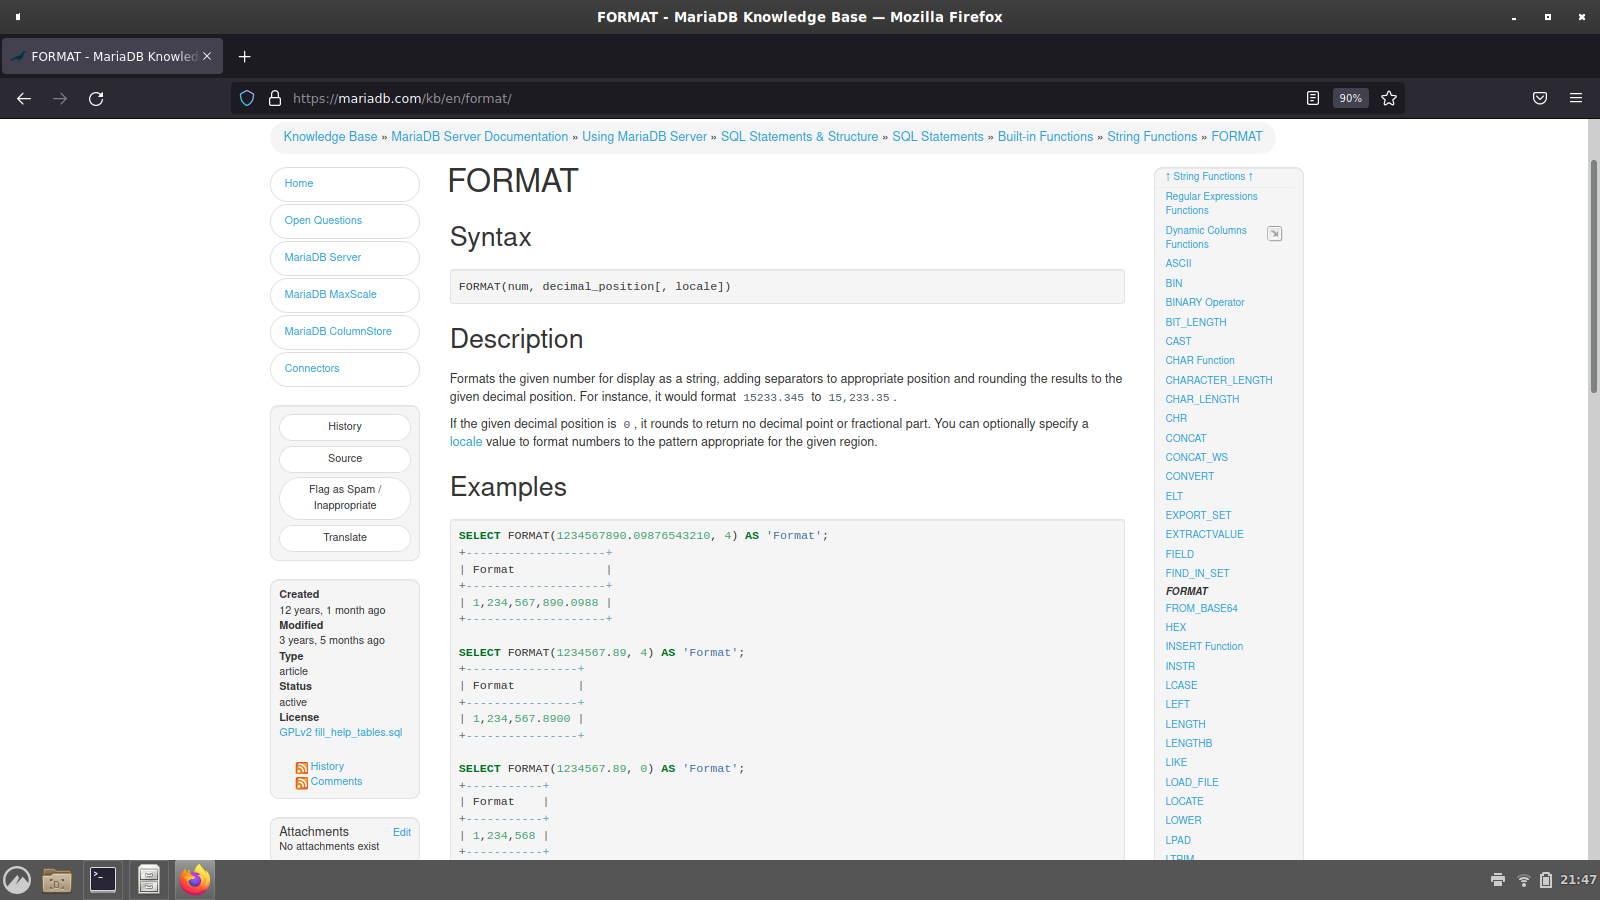 FORMAT - MariaDB Knowledge Base — Mozilla Firefox
FORMAT - MariaDB Knowled
https://mariadb.com/kb/en/format/
90%
Knowledge Base » MariaDB Server Documentation » Using MariaDB Server » SQL Statements & Structure » SQL Statements » Built-in Functions » String Functions » FORMAT
Home
Open Questions
MariaDB Server
MariaDB MaxScale
MariaDB ColumnStore
Connectors
History
Source
Flag as Spam /
Inappropriate
Translate
Created
12 years, 1 month ago
Modified
3 years, 5 months ago
Type
article
Status
active
License
GPLv2 fill_help_tables.sql
History
Comments
Attachments Edit
No attachments exist
FORMAT
Syntax
FORMAT(num, decimal_position[, locale])
Description
Formats the given number for display as a string, adding separators to appropriate position and rounding the results to the
given decimal position. For instance, it would format 15233.345 to 15,233.35.
If the given decimal position is 0, it rounds to return no decimal point or fractional part. You can optionally specify a
locale value to format numbers to the pattern appropriate for the given region.
Examples
SELECT FORMAT(1234567890.09876543210, 4) AS 'Format';
+--------------------+
| Format             |
+--------------------+
| 1,234,567,890.0988 |
+--------------------+
SELECT FORMAT(1234567.89, 4) AS 'Format';
+----------------+
| Format         |
+----------------+
| 1,234,567.8900 |
+----------------+
SELECT FORMAT(1234567.89, 0) AS 'Format';
+-----------+
| Format    |
+-----------+
| 1,234,568 |
+-----------+
↑ String Functions ↑
Regular Expressions
Functions
Dynamic Columns
Functions
ASCII
BIN
BINARY Operator
BIT_LENGTH
CAST
CHAR Function
CHARACTER_LENGTH
CHAR_LENGTH
CHR
CONCAT
CONCAT_WS
CONVERT
ELT
EXPORT_SET
EXTRACTVALUE
FIELD
FIND_IN_SET
FORMAT
FROM_BASE64
HEX
INSERT Function
INSTR
LCASE
LEFT
LENGTH
LENGTHB
LIKE
LOAD_FILE
LOCATE
LOWER
LPAD
LTRIM
21:47